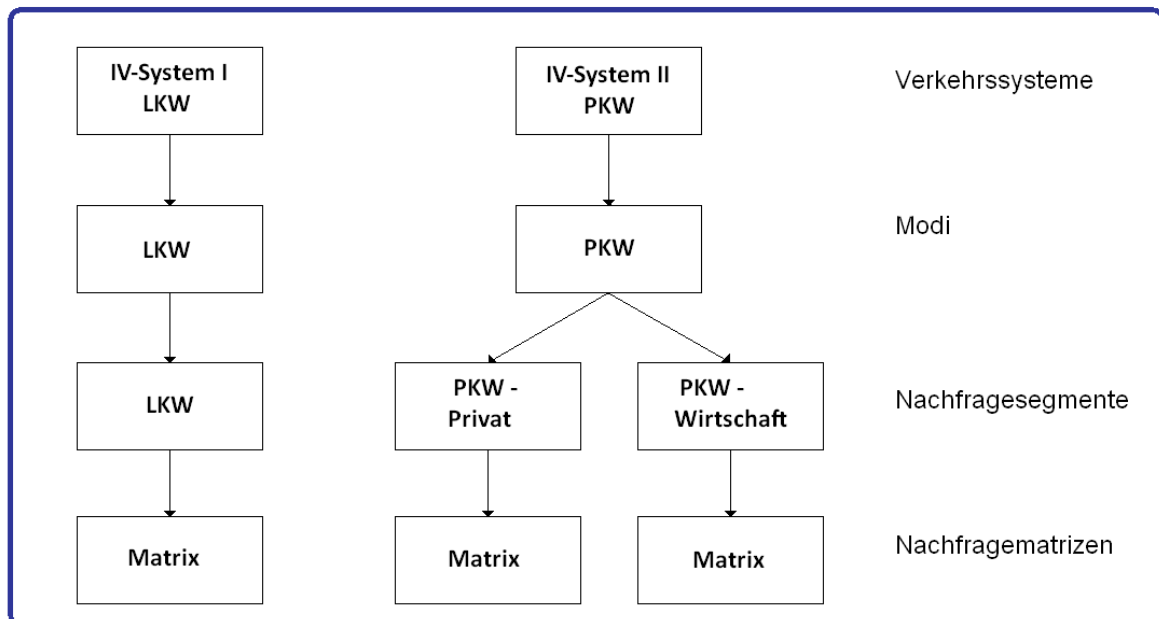 IV-System I
LKW
IV-System II
PKW
Verkehrssysteme
LKW
PKW
Modi
LKW
PKW -
Privat
PKW -
Wirtschaft
Nachfragesegmente
Matrix
Matrix
Matrix
Nachfragematrizen